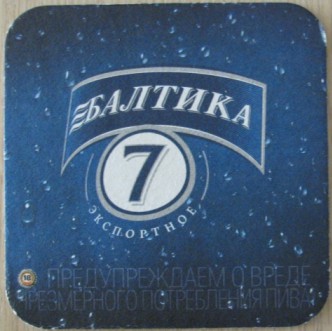 БАЛТИКА
7
ЭКСПОРТНОЕ
ПРЕДУПРЕЖДАЕМ О ВРЕДЕ
ЧРЕЗМЕРНОГО ПОТРЕБЛЕНИЯ ПИВА